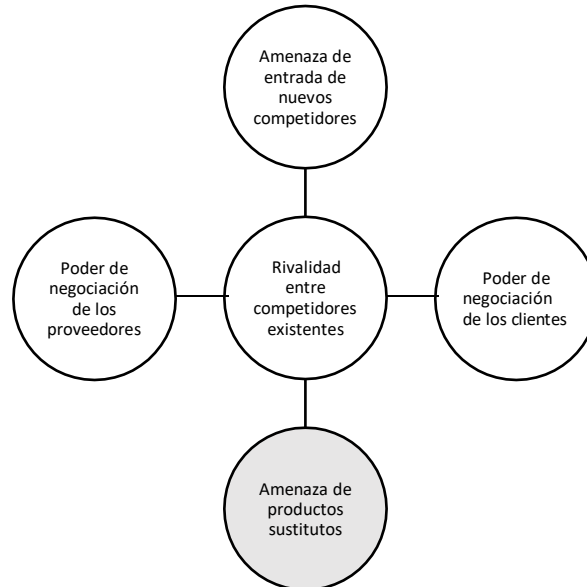 Amenaza de
entrada de
nuevos
competidores
Poder de
negociación
de los
proveedores
Rivalidad
entre
competidores
existentes
Poder de
negociación
de los clientes
Amenaza de
productos
sustitutos